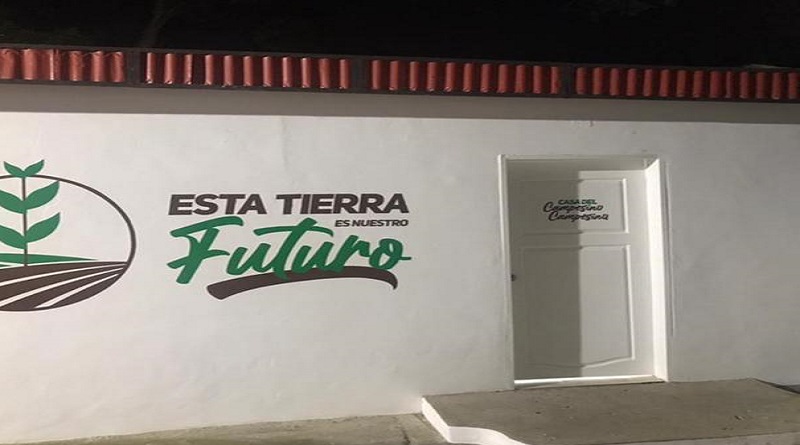 ESTA TIERRA
ES NUESTRO
Futuro
CASA DEL
Campesino
Campesina